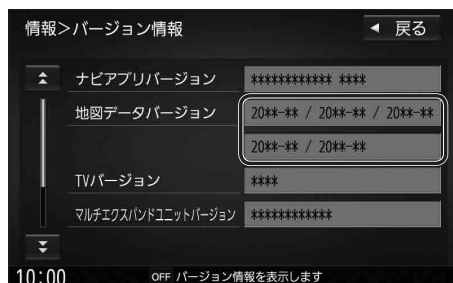 情報>バージョン情報
戻る
ナビアプリバージョン ************ ****
地図データバージョン 20**-** / 20**-** / 20**-**
20**-** / 20**-**
TVバージョン ****
マルチエクスパンドユニットバージョン ************
10:00 OFF バージョン情報を表示します